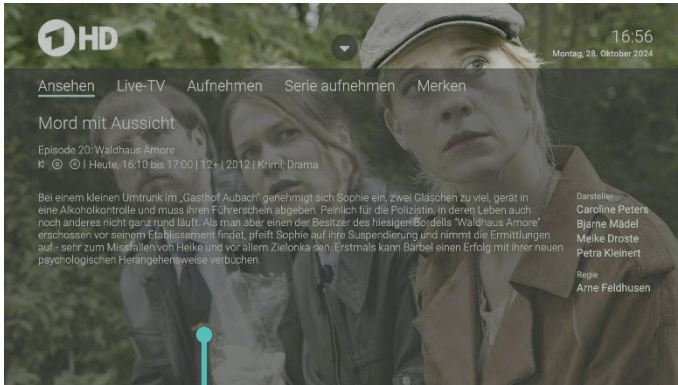 1 HD
16:56
Montag, 28. Oktober 2024
Ansehen Live-TV Aufnehmen Serie aufnehmen Merken
Mord mit Aussicht
Episode 20: Waldhaus Amore
Heute, 16:10 bis 17:00 | 12+ | 2012 | Krimi, Drama
Bei einem kleinen Umtrunk im „Gasthof Aubach“ genehmigt sich Sophie ein, zwei Gläschen zu viel, gerät in
eine Alkoholkontrolle und muss ihren Führerschein abgeben. Peinlich für die Polizistin, in deren Leben auch
noch anderes nicht ganz rund läuft. Als man aber einen der Besitzer des hiesigen Bordells "Waldhaus Amore"
erschossen vor seinem Etablissement findet, pfeift Sophie auf ihre Suspendierung und nimmt die Ermittlungen
auf - sehr zum Missfallen von Heike und vor allem Zielonka sen. Erstmals kann Bärbel einen Erfolg mit ihrer neuen
psychologischen Herangehensweise verbuchen.
Darsteller
Caroline Peters
Bjarne Mädel
Meike Droste
Petra Kleinert
Regie
Arne Feldhusen